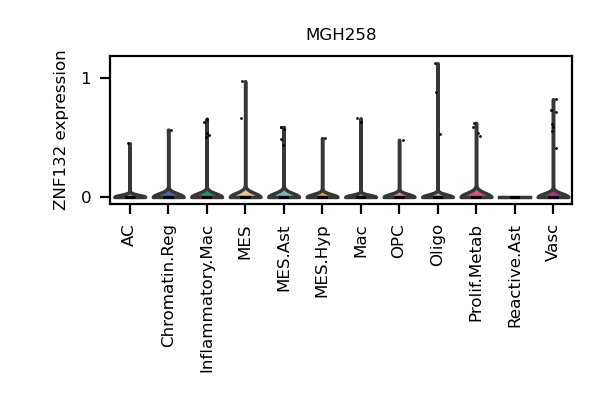 MGH258
ZNF132 expression
1
0
AC
Chromatin.Reg
Inflammatory.Mac
MES
MES.Ast
MES.Hyp
Mac
OPC
Oligo
Prolif.Metab
Reactive.Ast
Vasc